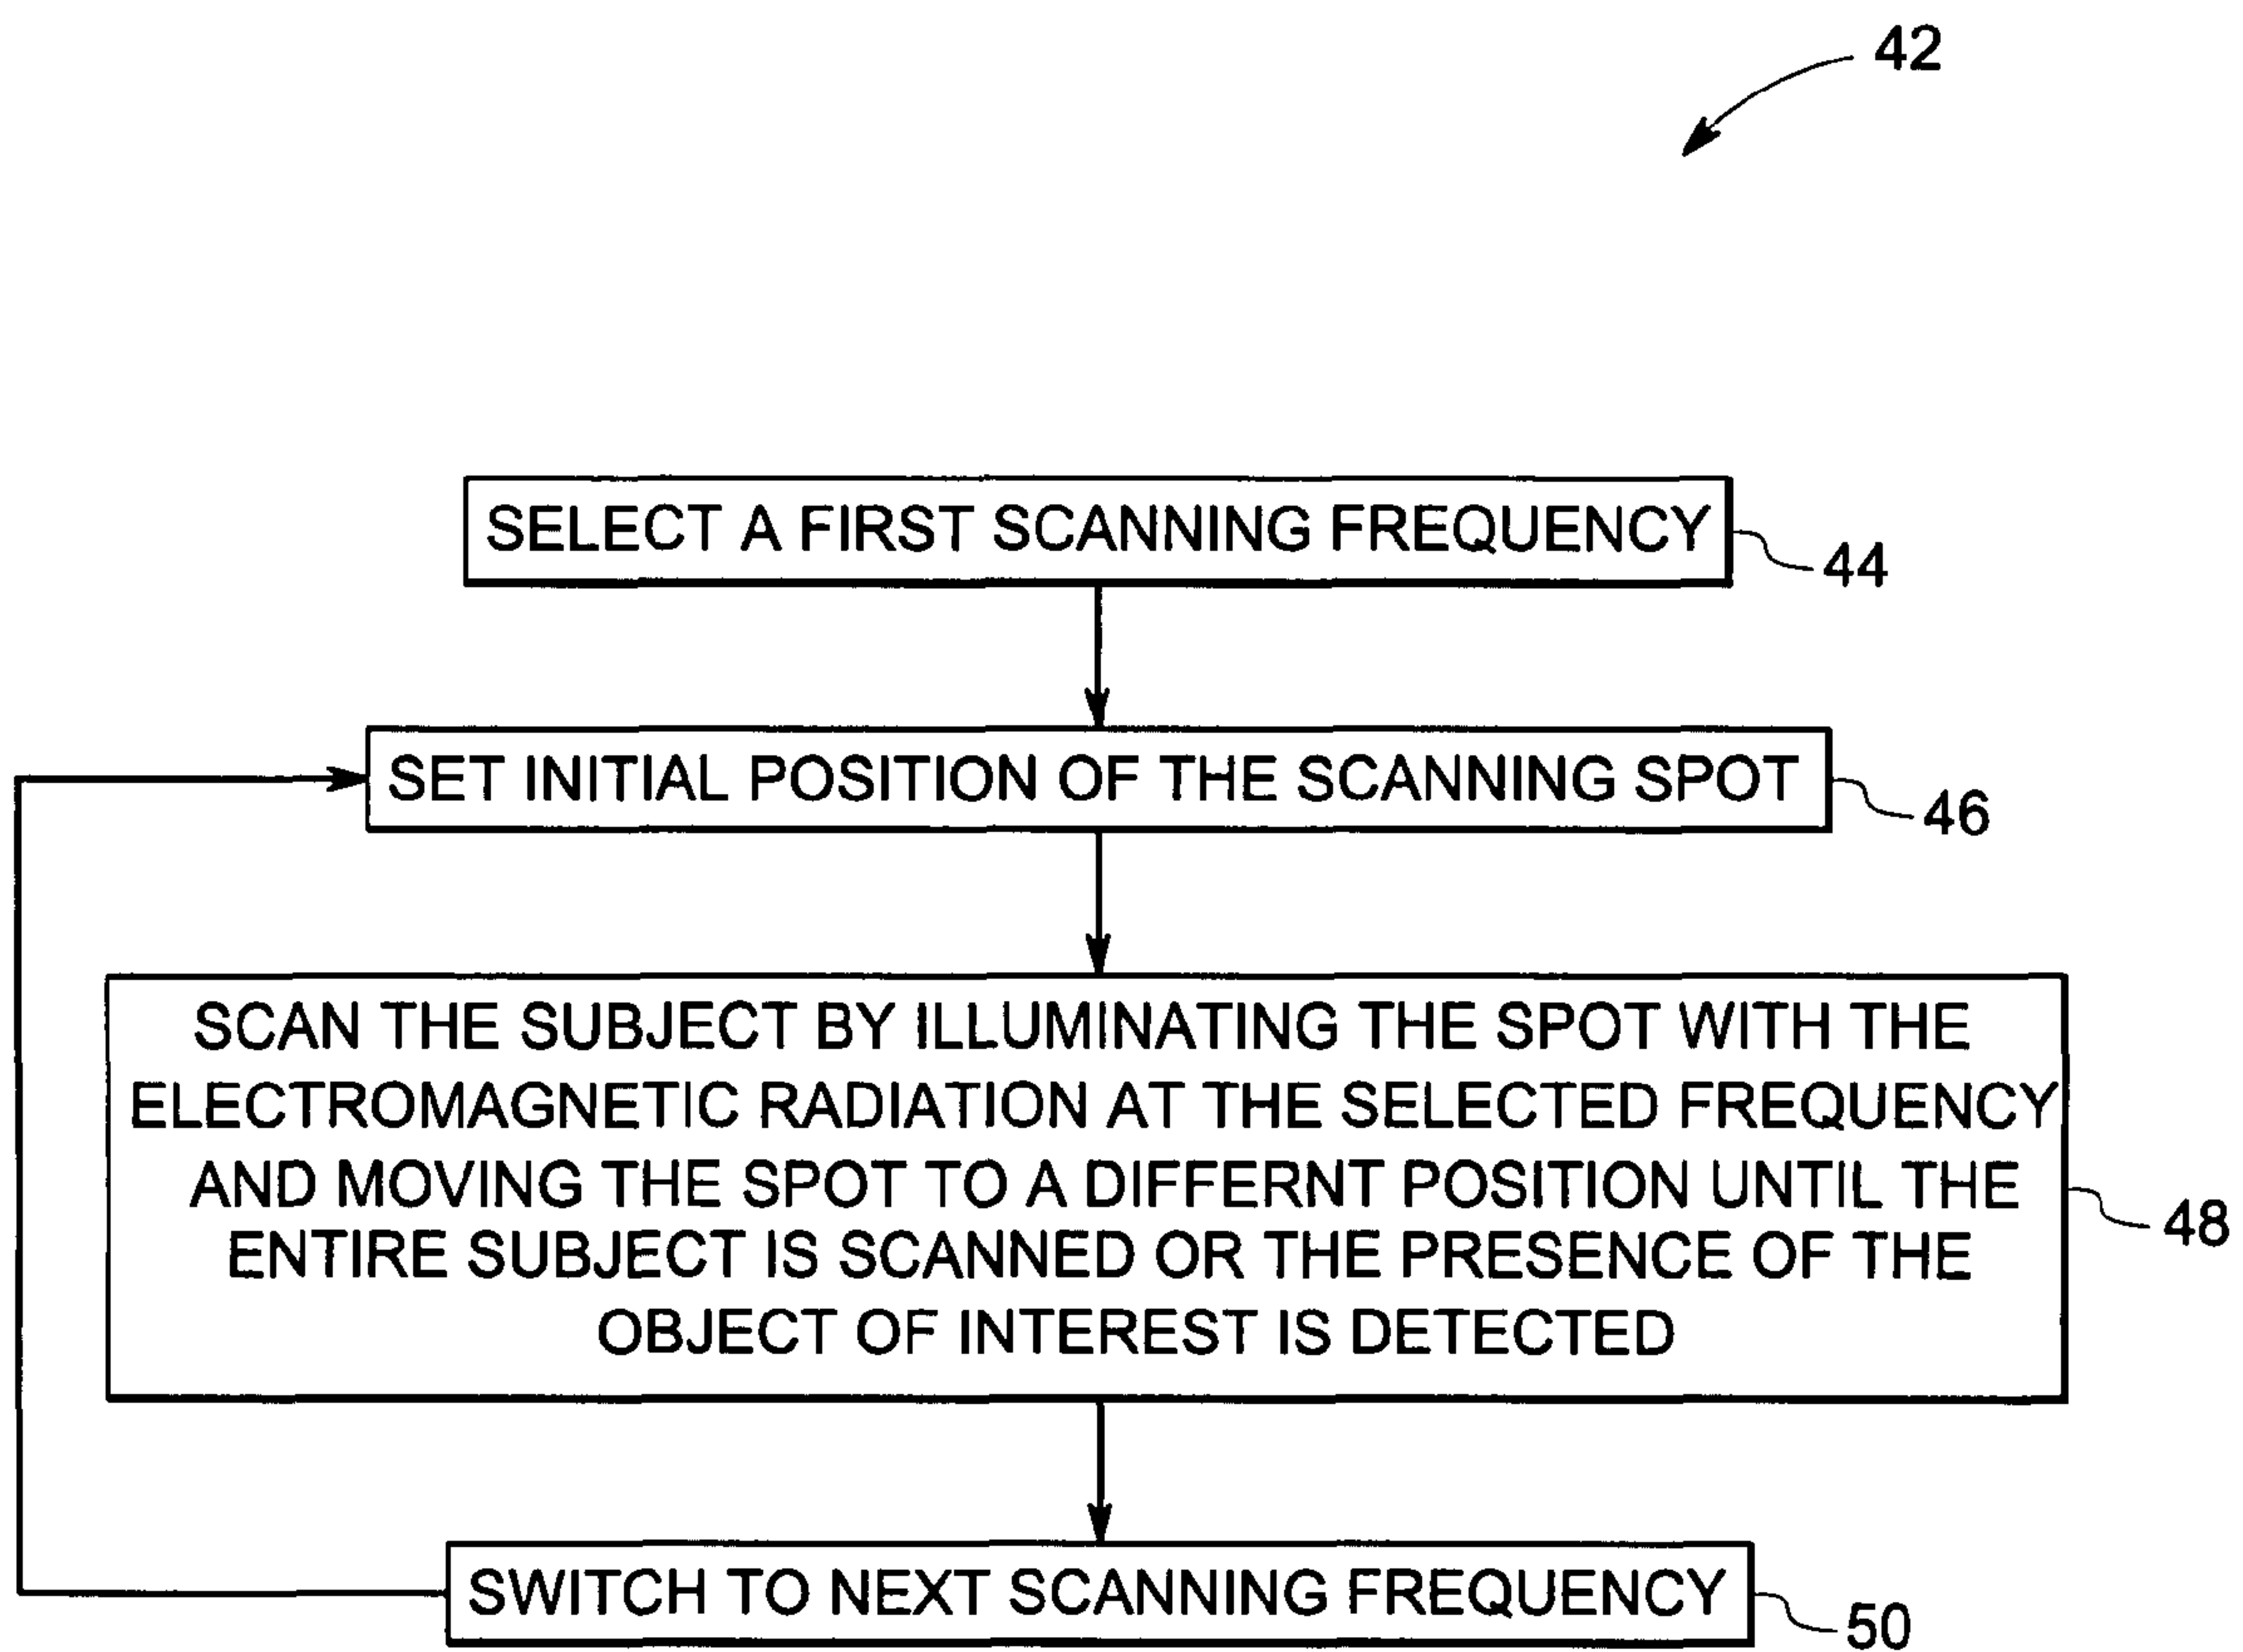 42
SELECT A FIRST SCANNING FREQUENCY
44
SET INITIAL POSITION OF THE SCANNING SPOT
46
SCAN THE SUBJECT BY ILLUMINATING THE SPOT WITH THE
ELECTROMAGNETIC RADIATION AT THE SELECTED FREQUENCY
AND MOVING THE SPOT TO A DIFFERNT POSITION UNTIL THE
ENTIRE SUBJECT IS SCANNED OR THE PRESENCE OF THE
OBJECT OF INTEREST IS DETECTED
48
SWITCH TO NEXT SCANNING FREQUENCY
50